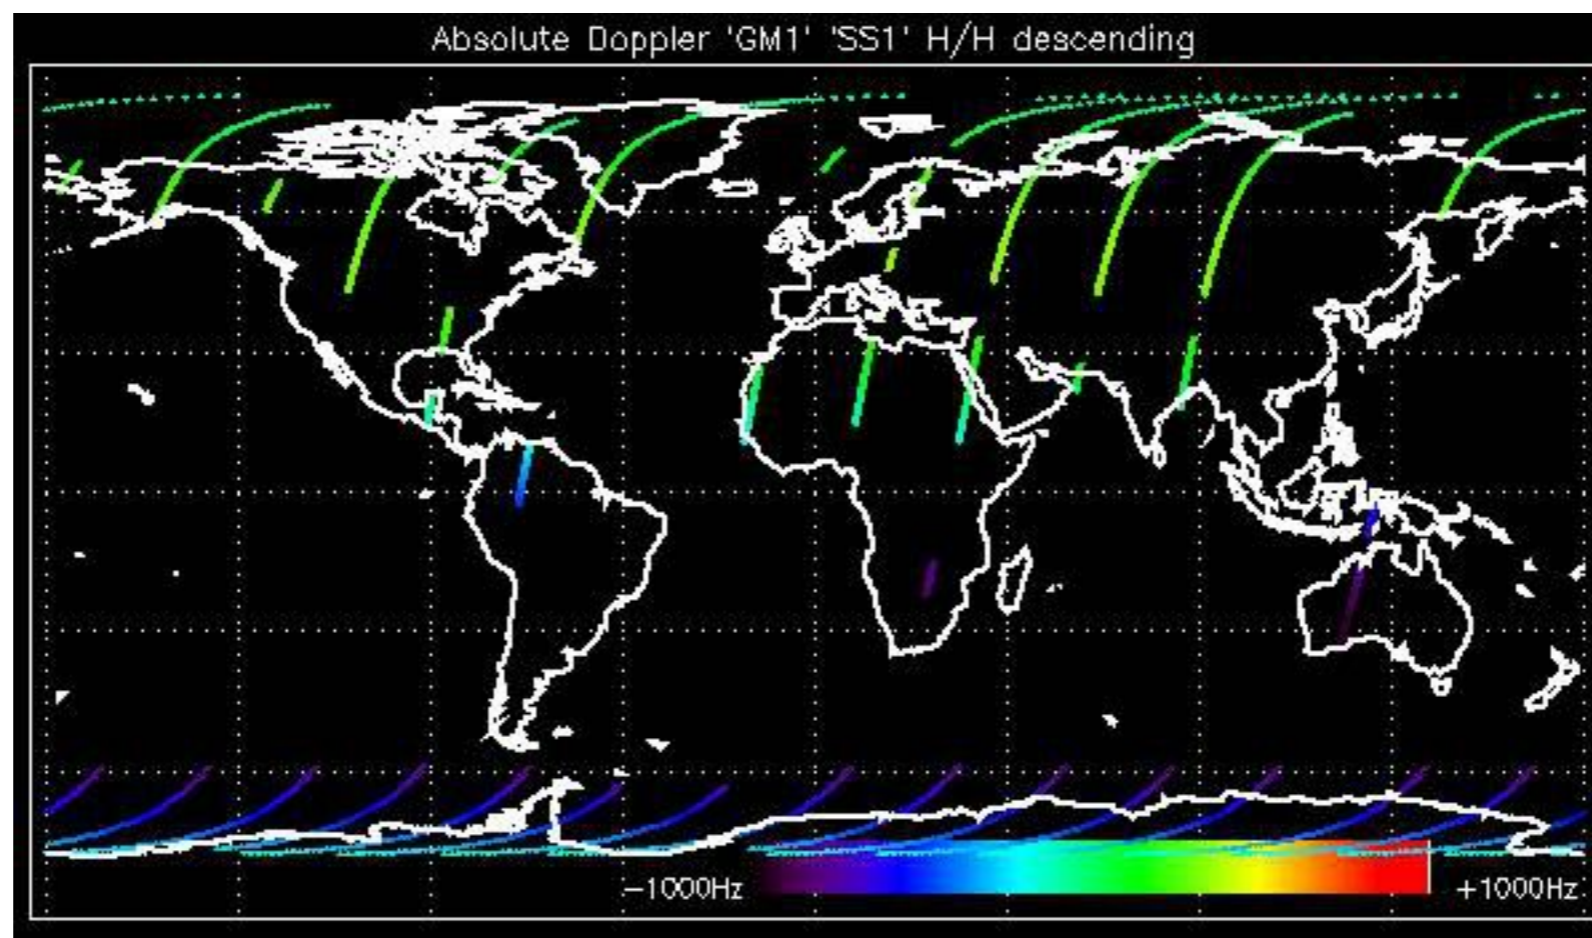 Absolute Doppler 'GM1' 'SS1' H/H descending
-1000Hz +1000Hz